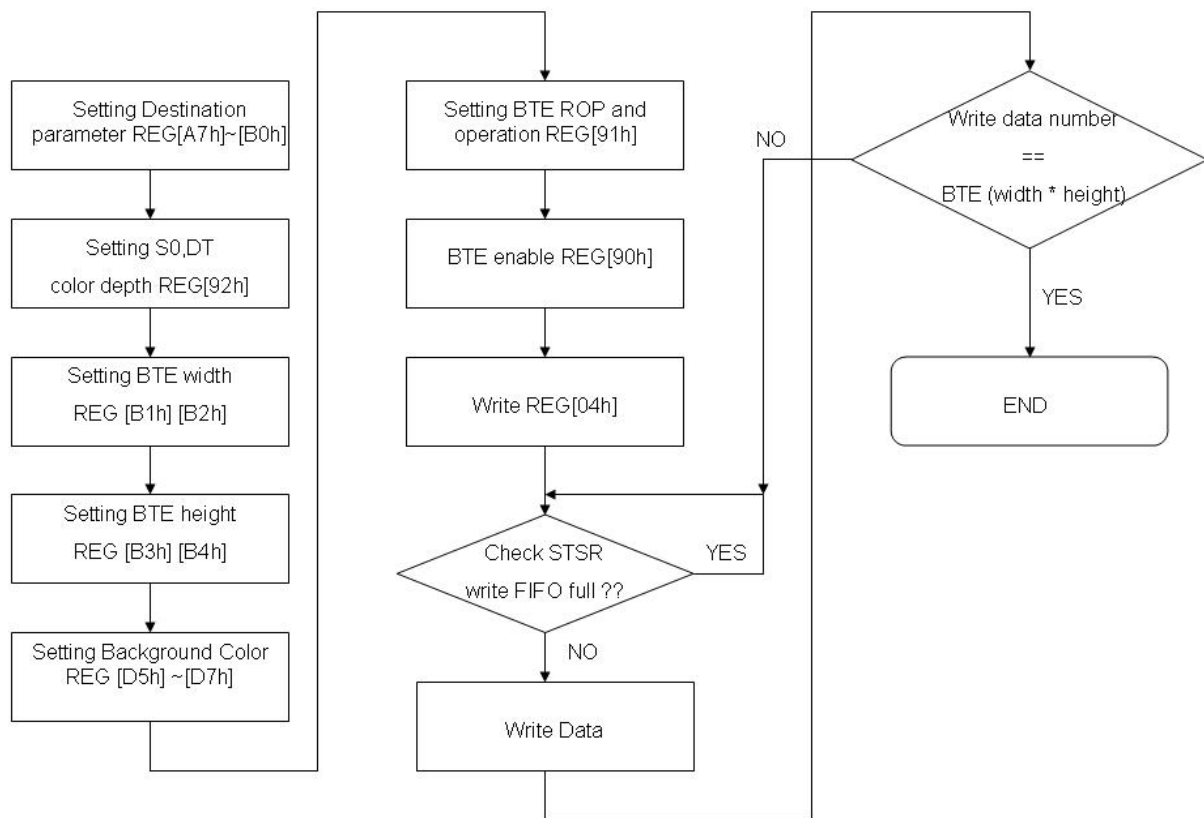 Setting Destination
parameter REG[A7h]~[B0h]
Setting S0,DT
color depth REG[92h]
Setting BTE width
REG [B1h] [B2h]
Setting BTE height
REG [B3h] [B4h]
Setting Background Color
REG [D5h] ~[D7h]
Setting BTE ROP and
operation REG[91h]
BTE enable REG[90h]
Write REG[04h]
Check STSR
write FIFO full ??
YES
NO
Write Data
Write data number
==
BTE (width * height)
NO
YES
END